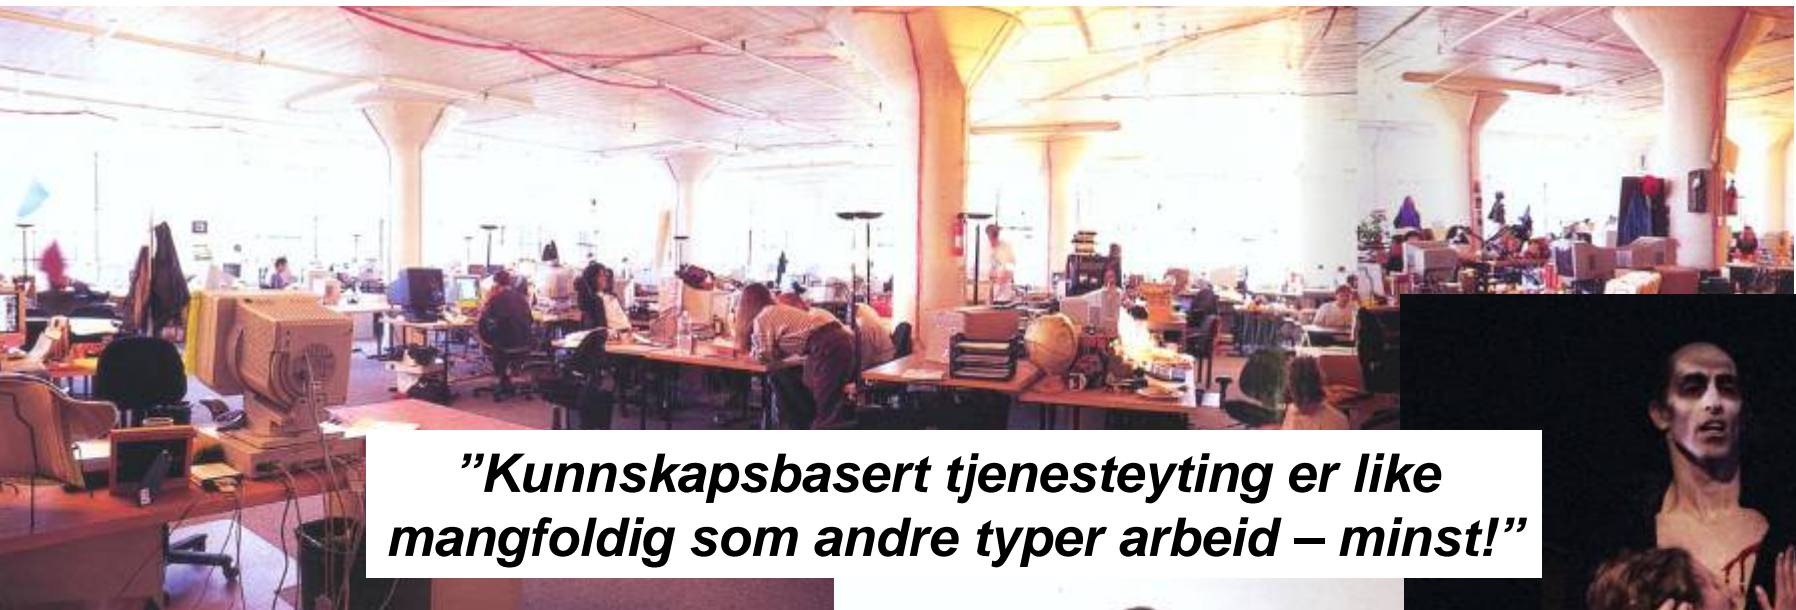 ”Kunnskapsbasert tjenesteyting er like
mangfoldig som andre typer arbeid – minst!”